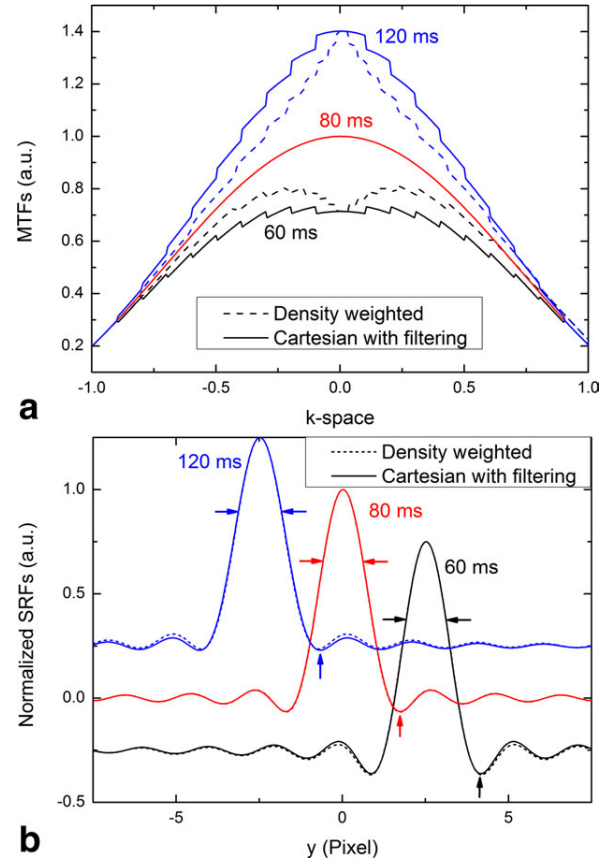 120 ms
80 ms
60 ms
1.4
1.2
1.0
0.8
0.6
0.4
0.2
MTFs (a.u.)
Density weighted
Cartesian with filtering
-1.0 -0.5 0.0 0.5 1.0
k-space
a
Density weighted
Cartesian with filtering
120 ms
80 ms
60 ms
1.0
0.5
0.0
-0.5
Normalized SRFs (a.u.)
-5 0 5
y (Pixel)
b